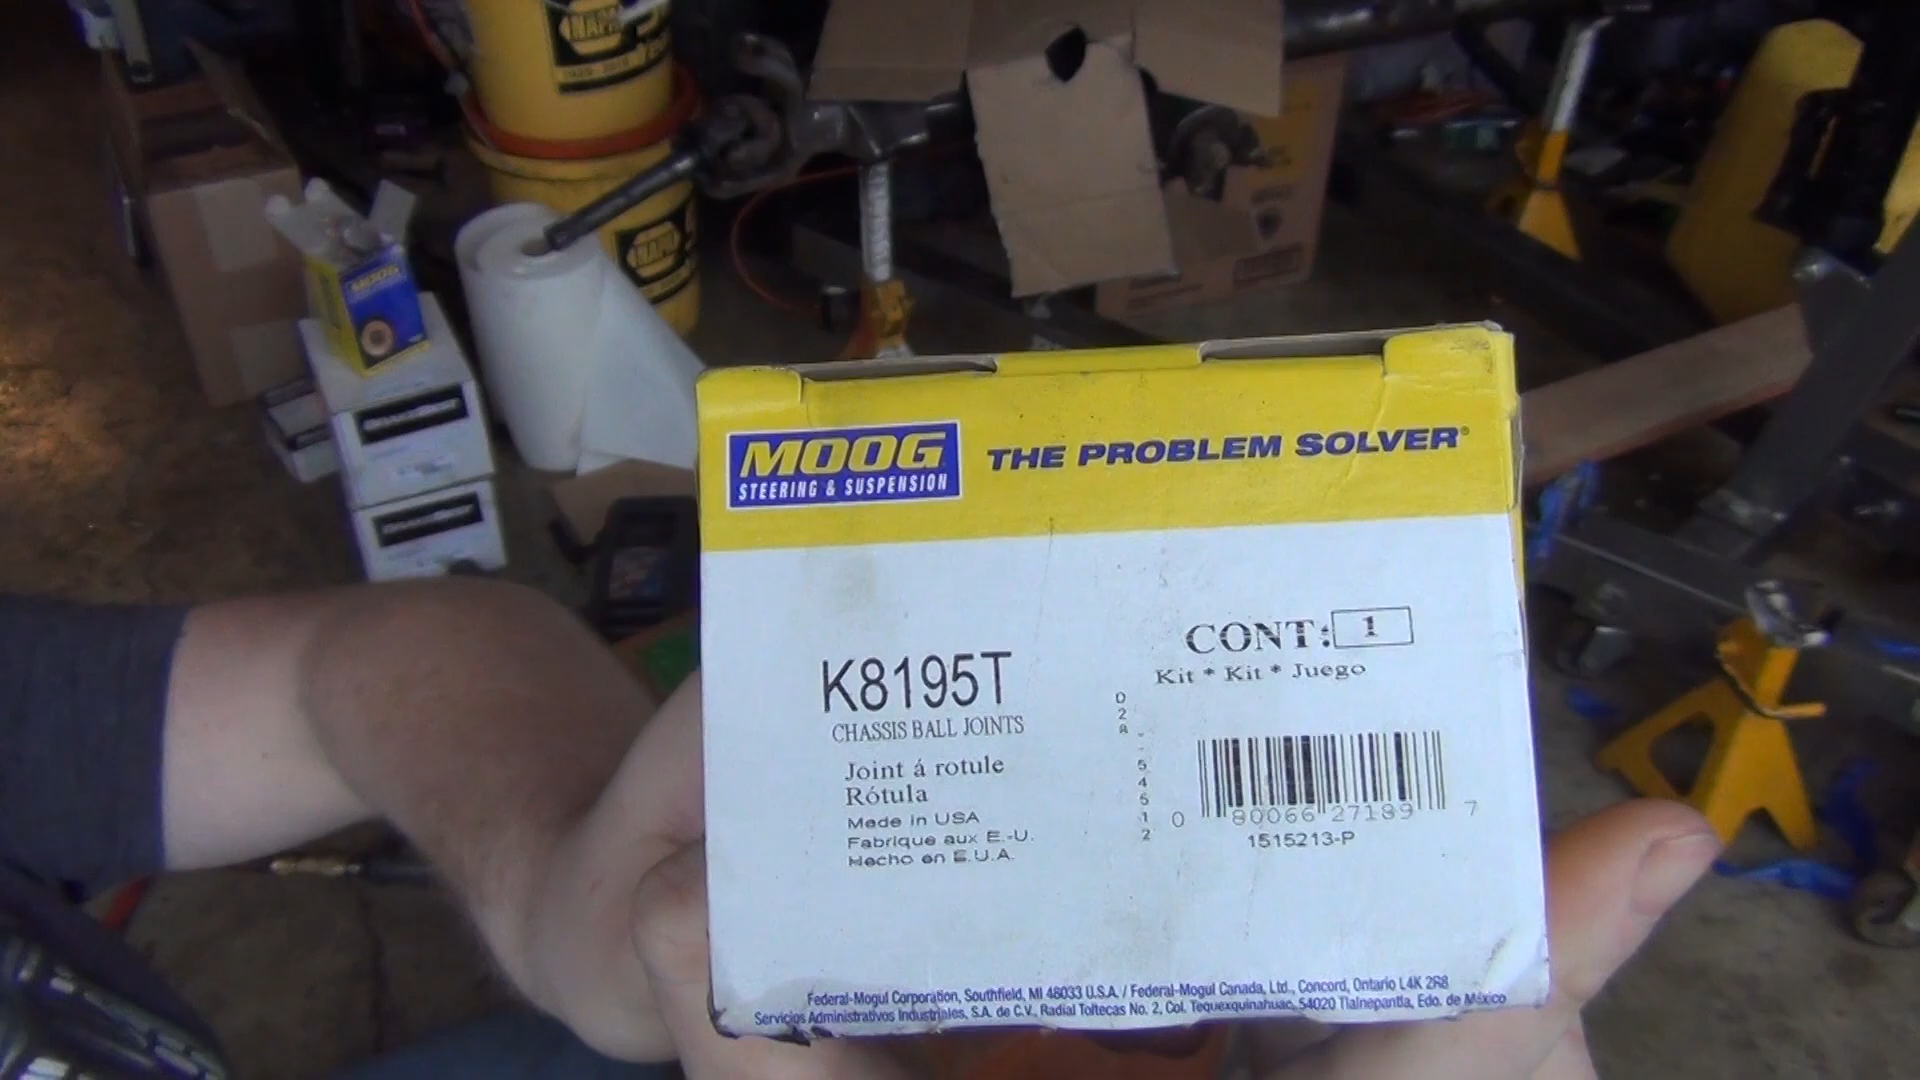 NAPA
NAPA
MOOG
MOOG
STEERING & SUSPENSION
THE PROBLEM SOLVER®
K8195T
CHASSIS BALL JOINTS
Joint á rotule
Rótula
Made in USA
Fabrique aux E.-U.
Hecho en E.U.A.
CONT: 1
Kit * Kit * Juego
0 80066 27189 7
1515213-P
Federal-Mogul Corporation, Southfield, MI 48033 U.S.A. / Federal-Mogul Canada, Ltd., Concord, Ontario L4K 2R8
Servicios Administrativos Industriales, S.A. de C.V., Radial Toltecas No. 2, Col. Tequexquinahuac, 54020 Tlalnepantla, Edo. de México